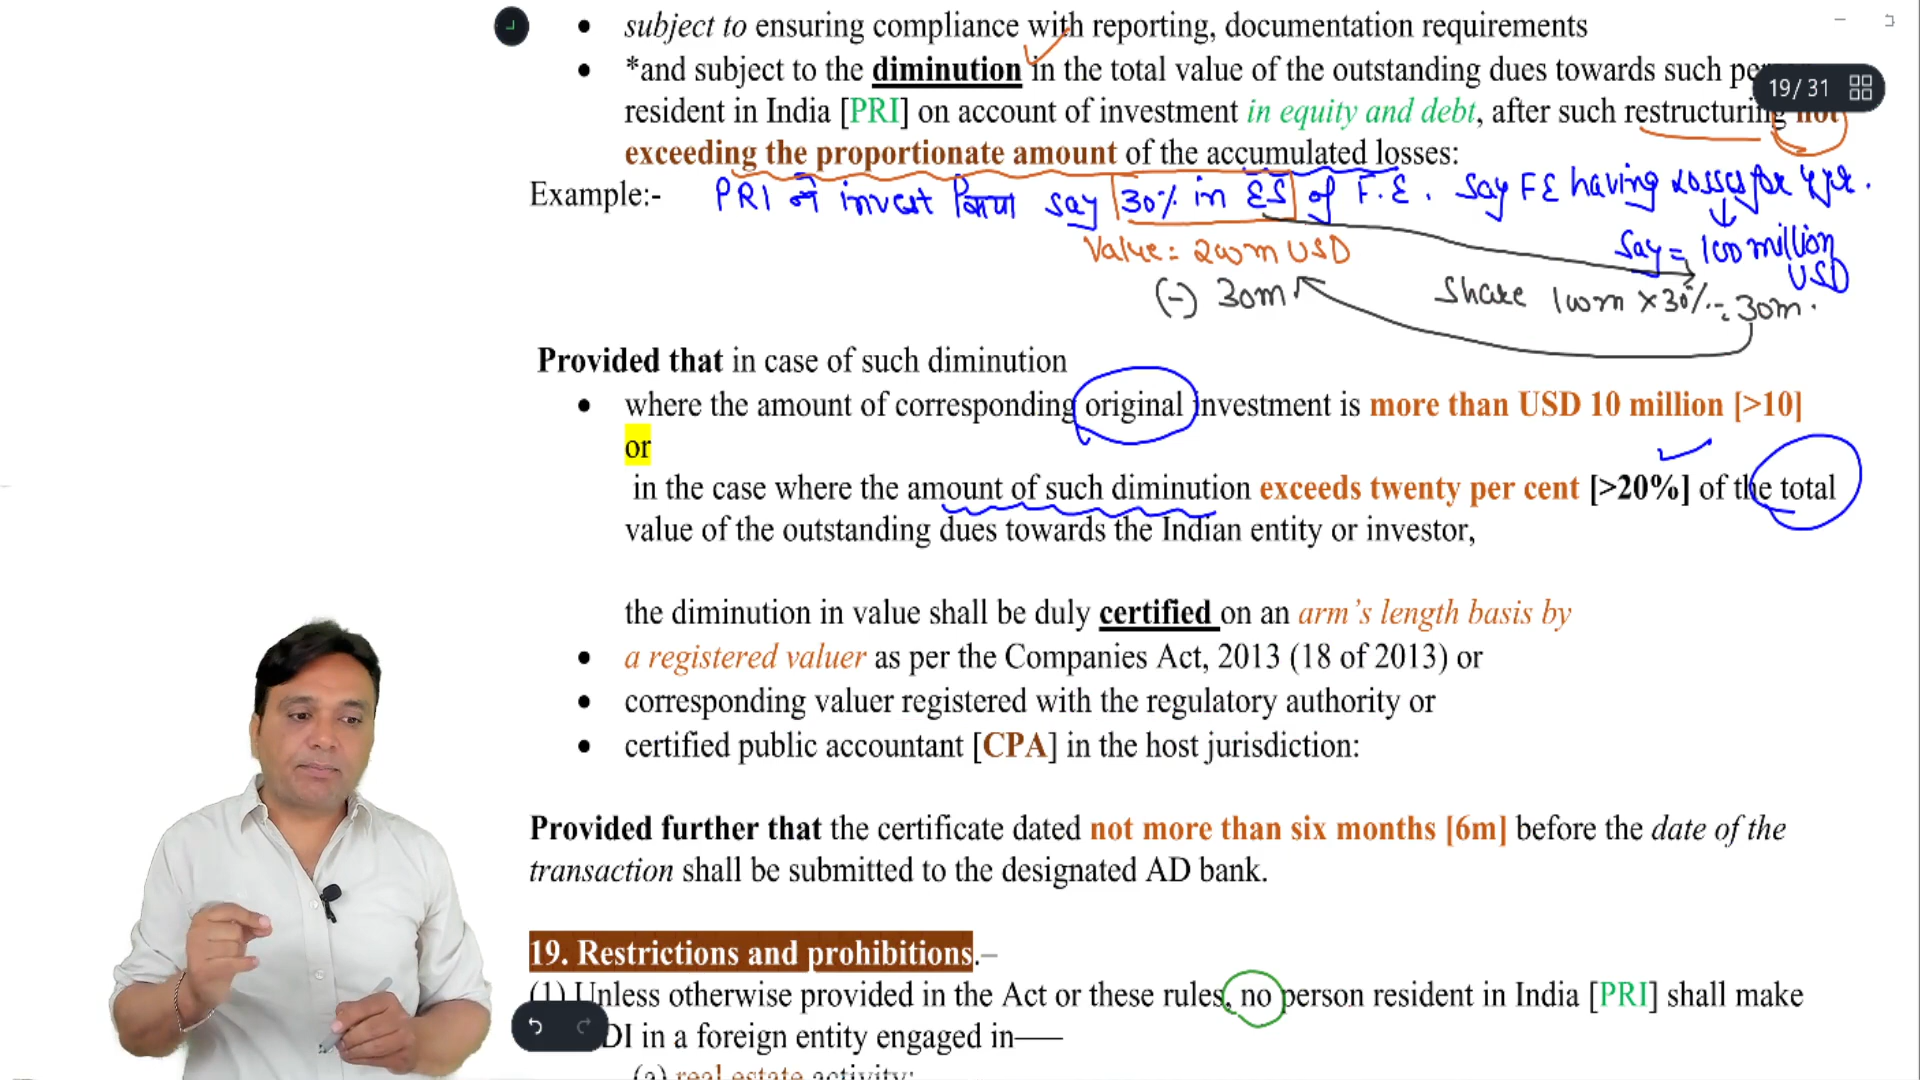 • subject to ensuring compliance with reporting, documentation requirements
• *and subject to the diminution in the total value of the outstanding dues towards such
19/ 31
resident in India [PRI] on account of investment in equity and debt, after such restructuring not
exceeding the proportionate amount of the accumulated losses:
Example:- PRI ने invest किया say 30% in ES of F.E. Say FE having losses for
Value = 200m USD
Say = 100 million
USD
(-) 30m
Share 100m × 30% = 30m.
Provided that in case of such diminution
• where the amount of corresponding original investment is more than USD 10 million [>10]
or
in the case where the amount of such diminution exceeds twenty per cent [>20%] of the total
value of the outstanding dues towards the Indian entity or investor,
the diminution in value shall be duly certified on an arm’s length basis by
• a registered valuer as per the Companies Act, 2013 (18 of 2013) or
• corresponding valuer registered with the regulatory authority or
• certified public accountant [CPA] in the host jurisdiction:
Provided further that the certificate dated not more than six months [6m] before the date of the
transaction shall be submitted to the designated AD bank.
19. Restrictions and prohibitions.–
(1) Unless otherwise provided in the Act or these rules, no person resident in India [PRI] shall make
DI in a foreign entity engaged in—
(a) real estate activity;